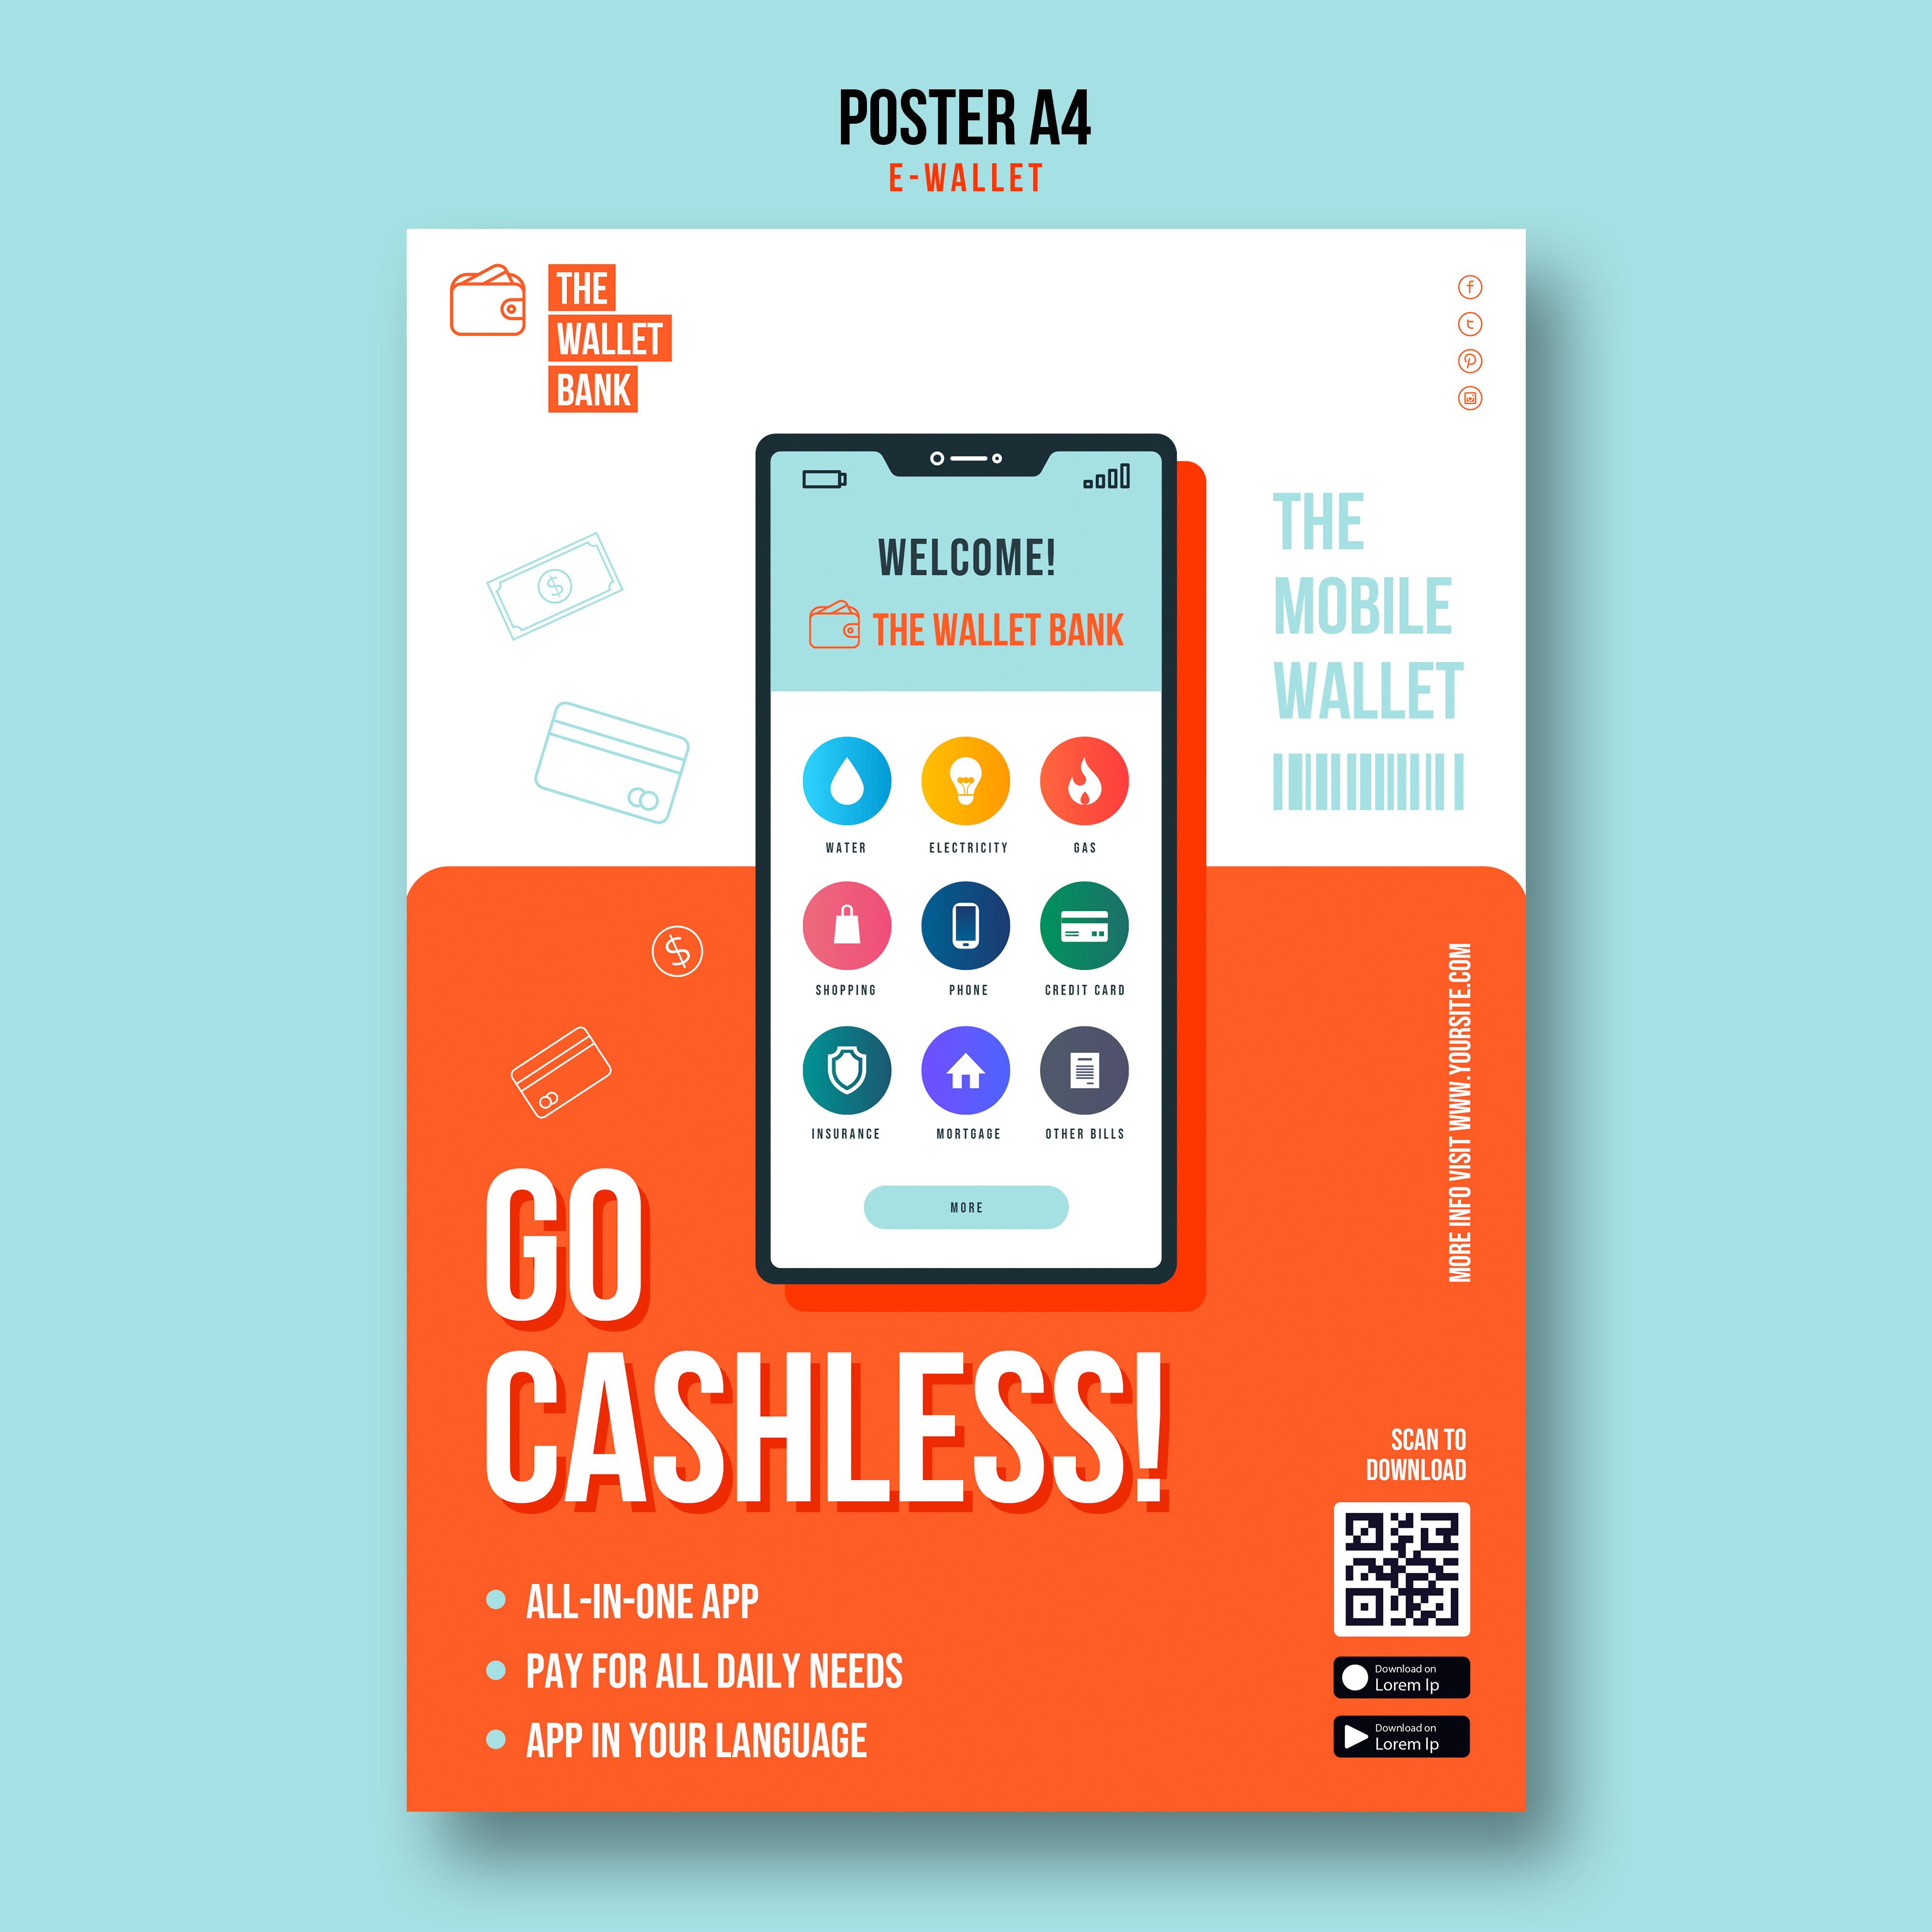 POSTER A4
E-WALLET
THE
WALLET
BANK
WELCOME!
THE WALLET BANK
THE
MOBILE
WALLET
WATER
ELECTRICITY
GAS
SHOPPING
PHONE
CREDIT CARD
INSURANCE
MORTGAGE
OTHER BILLS
MORE
MORE INFO VISIT WWW.YOURSITE.COM
GO
CASHLESS!
ALL-IN-ONE APP
PAY FOR ALL DAILY NEEDS
APP IN YOUR LANGUAGE
SCAN TO
DOWNLOAD
Download on
Lorem Ip
Download on
Lorem Ip